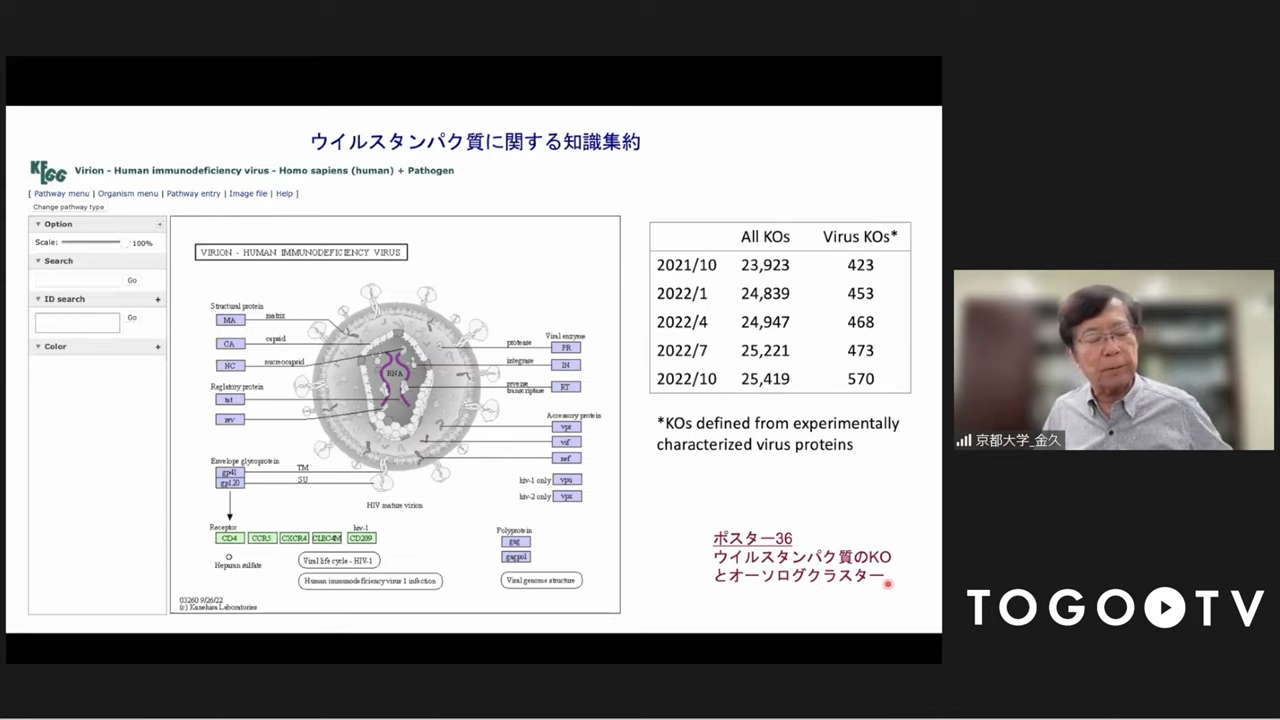 ウイルスタンパク質に関する知識集約
KEGG
Virion - Human immunodeficiency virus - Homo sapiens (human) + Pathogen
[ Pathway menu | Organism menu | Pathway entry | Image file | Help ]
Change pathway type
Option
Scale: 100%
Search
Go
ID search +
Go
Color +
VIRION - HUMAN IMMUNODEFICIENCY VIRUS
Structural protein
MA matrix
CA capsid
NC nucreocapsid
Reglatory protein
tat
rev
Envelope glycoprotein
gp41 TM
gp120 SU
RNA
Viral enzyme
protease PR
integrase IN
reverse transcriptase RT
Accessory protein
vpr
vif
nef
hiv-1 only vpu
hiv-2 only vpx
HIV mature virion
Receptor
hiv-1
CD4 CCR5 CXCR4 CLEC4M CD209
Heparan sulfate
Viral life cycle - HIV-1
Human immunodeficiency virus 1 infection
Polyprotein
gag
gagpol
Viral genome structure
03260 9/26/22
(c) Kanehisa Laboratories
All KOs Virus KOs*
2021/10 23,923 423
2022/1 24,839 453
2022/4 24,947 468
2022/7 25,221 473
2022/10 25,419 570
*KOs defined from experimentally
characterized virus proteins
ポスター36
ウイルスタンパク質のKO
とオーソログクラスター
京都大学_金久
TOGO TV